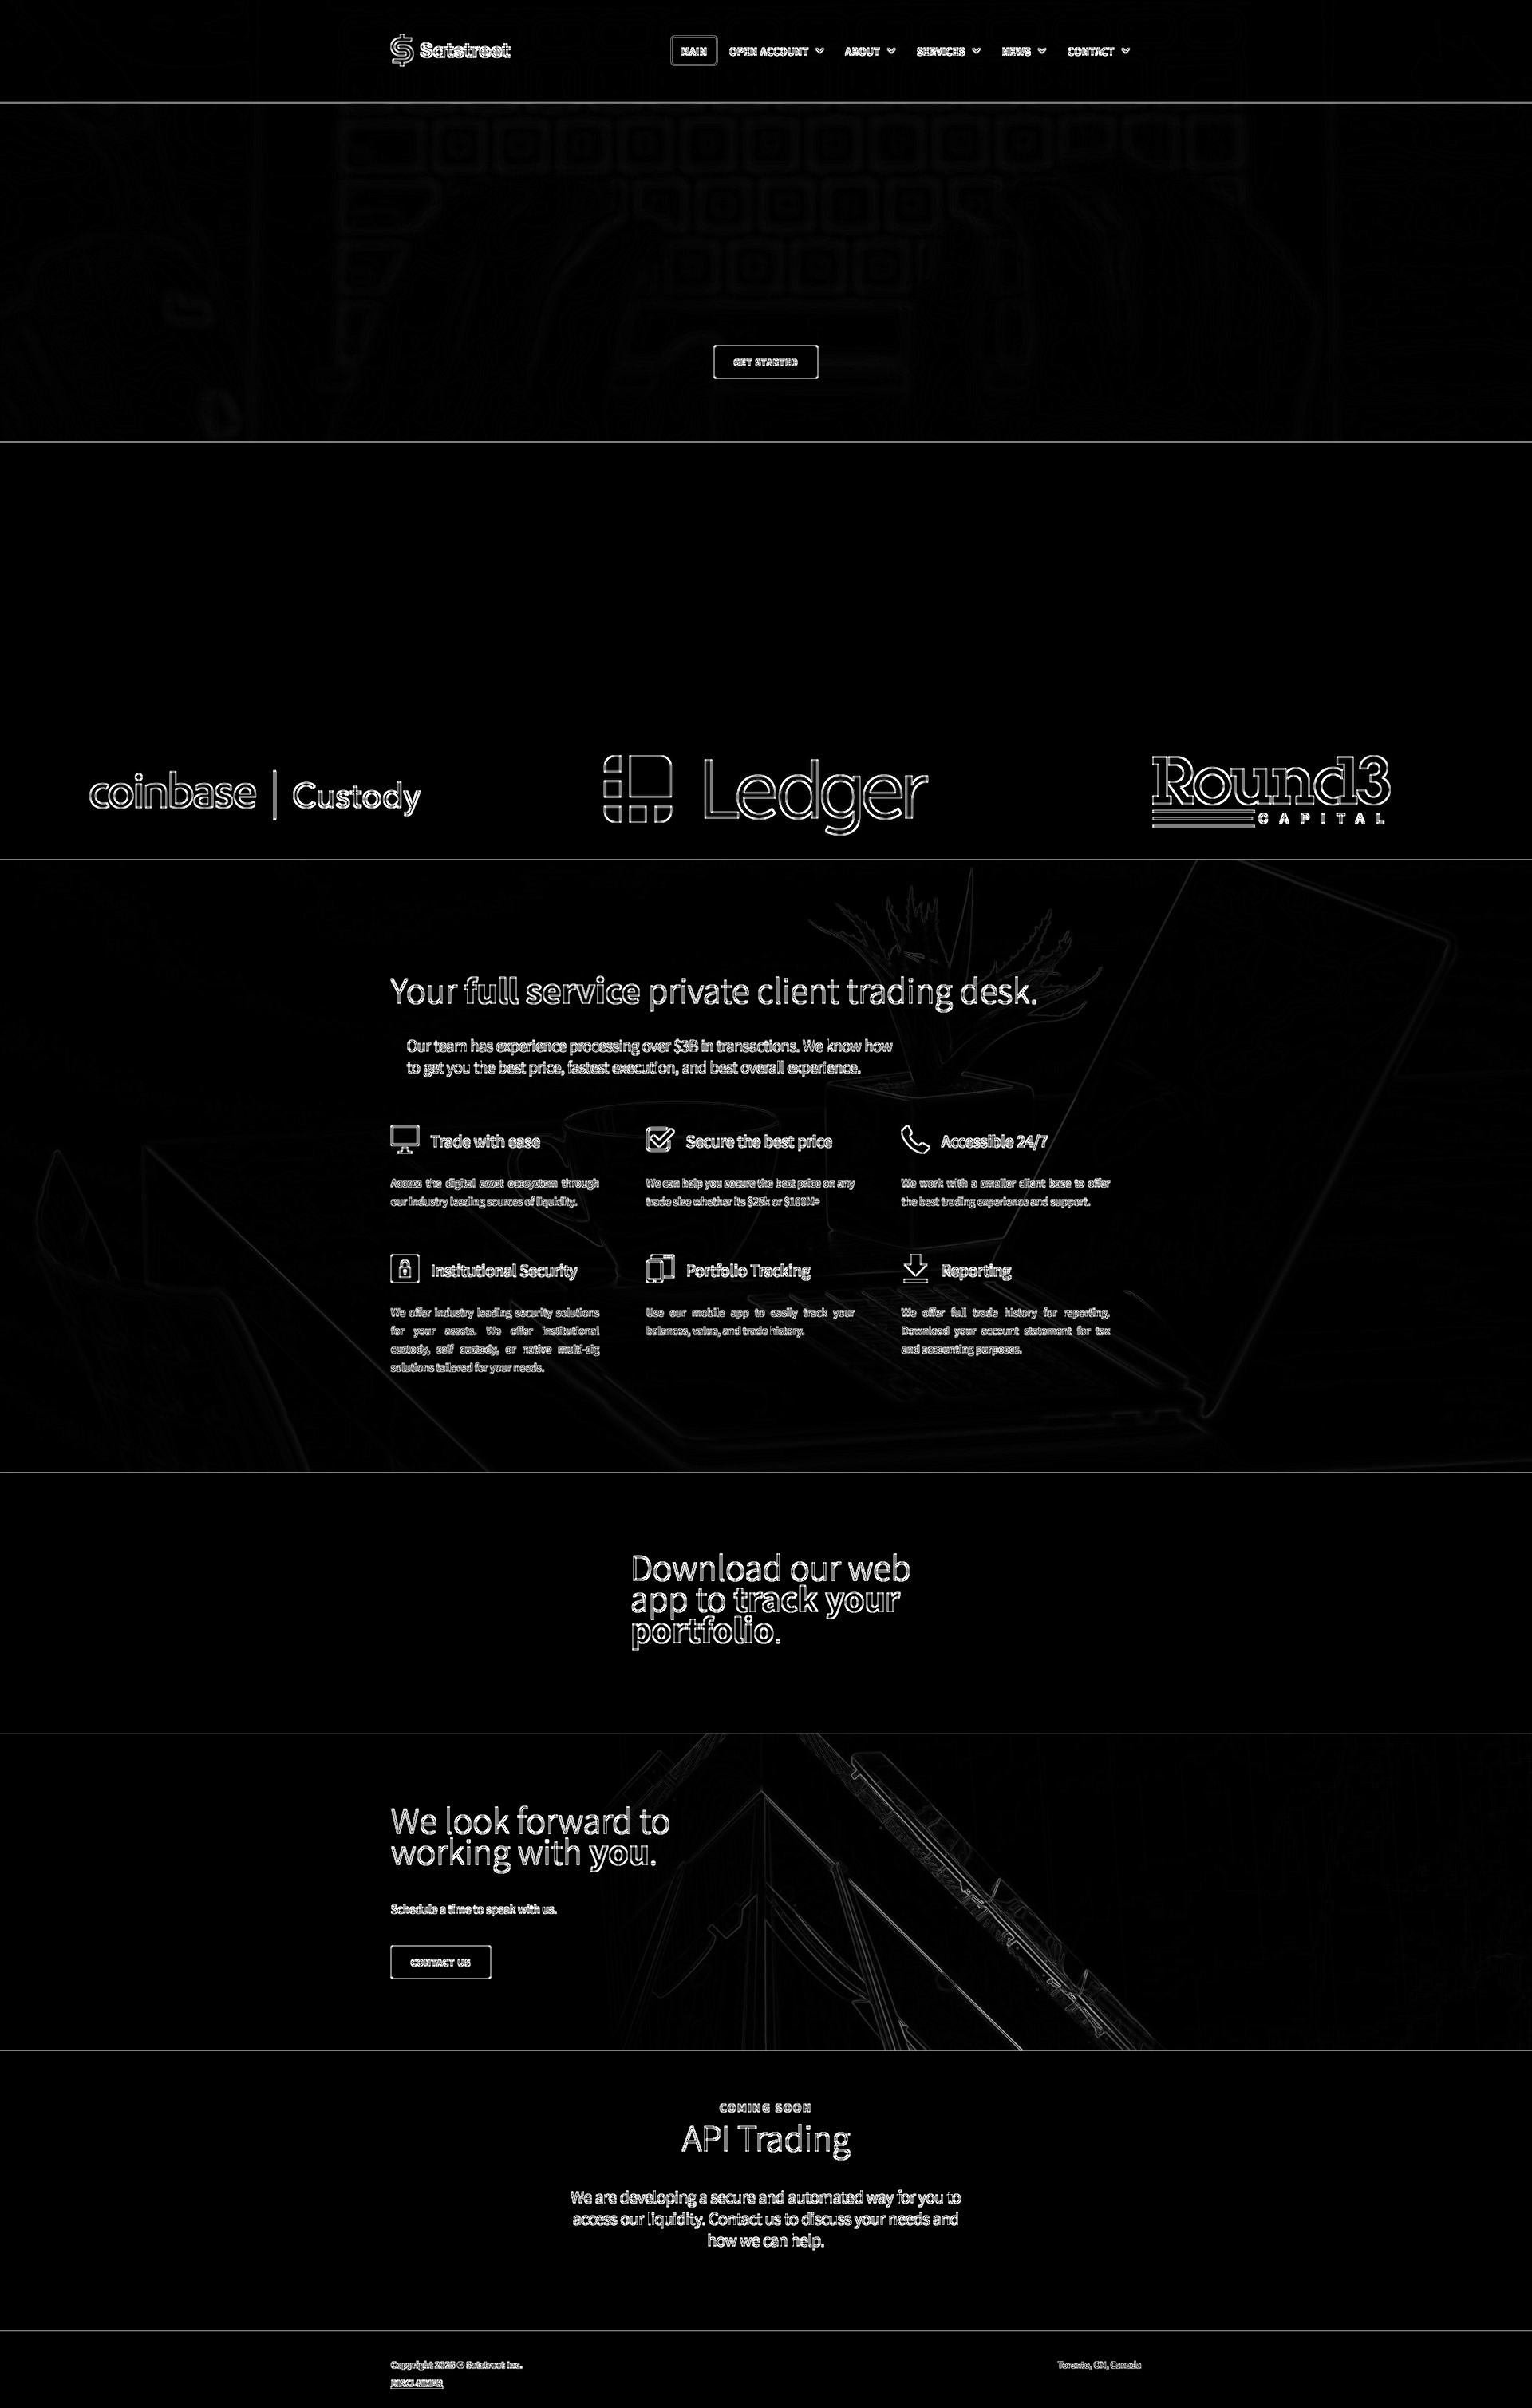 Satstreet
MAIN OPEN ACCOUNT ABOUT SERVICES NEWS CONTACT
GET STARTED
coinbase | Custody
Ledger
Round13
CAPITAL
Your full service private client trading desk.
Our team has experience processing over $3B in transactions. We know how
to get you the best price, fastest execution, and best overall experience.
Trade with ease
Access the digital asset ecosystem through
our industry leading sources of liquidity.
Secure the best price
We can help you secure the best price on any
trade size whether its $25k or $100M+
Accessible 24/7
We work with a smaller client base to offer
the best trading experience and support.
Institutional Security
We offer industry leading security solutions
for your assets. We offer institutional
custody, self custody, or native multi-sig
solutions tailored for your needs.
Portfolio Tracking
Use our mobile app to easily track your
balances, value, and trade history.
Reporting
We offer full trade history for reporting.
Download your account statement for tax
and accounting purposes.
Download our web
app to track your
portfolio.
We look forward to
working with you.
Schedule a time to speak with us.
CONTACT US
COMING SOON
API Trading
We are developing a secure and automated way for you to
access our liquidity. Contact us to discuss your needs and
how we can help.
Copyright 2023 © Satstreet Inc.
DISCLAIMER
Toronto, ON, Canada